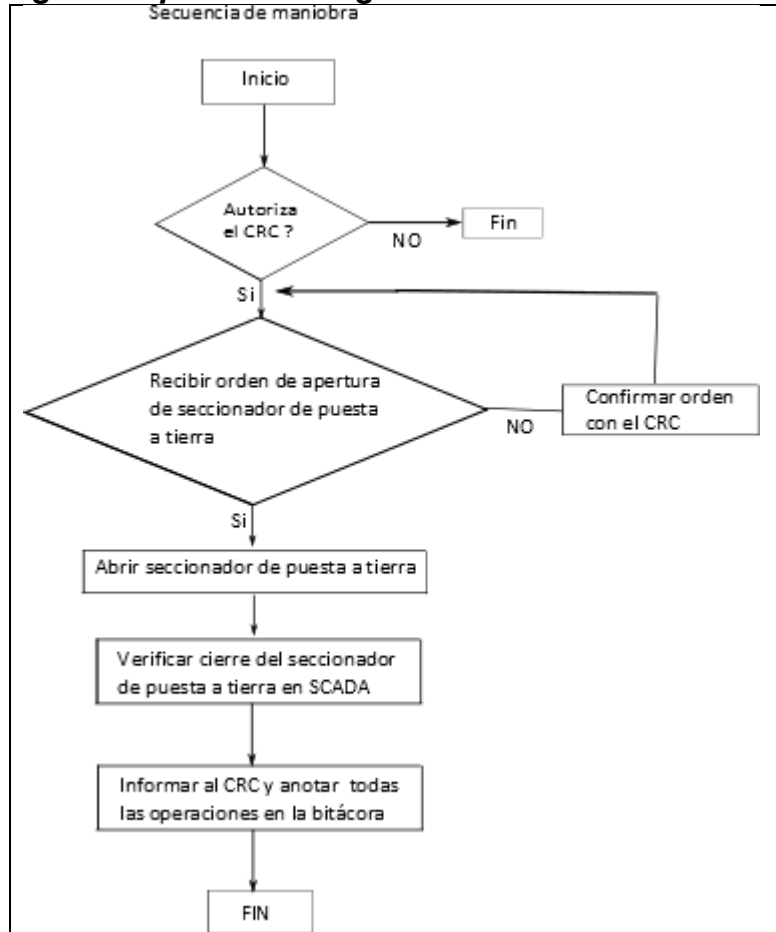 Secuencia de maniobra
Inicio
Autoriza
el CRC ?
NO
Fin
Si
Recibir orden de apertura
de seccionador de puesta
a tierra
NO
Confirmar orden
con el CRC
Si
Abrir seccionador de puesta a tierra
Verificar cierre del seccionador
de puesta a tierra en SCADA
Informar al CRC y anotar todas
las operaciones en la bitácora
FIN